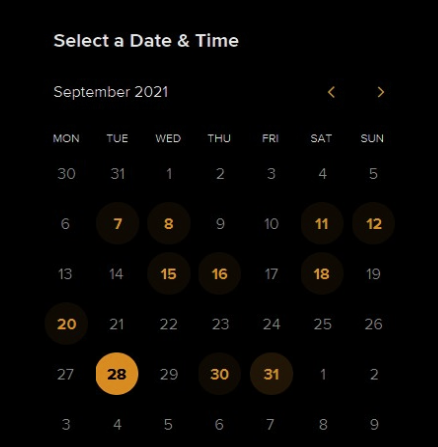 Select a Date & Time
September 2021
MON TUE WED THU FRI SAT SUN
30 31 1 2 3 4 5
6 7 8 9 10 11 12
13 14 15 16 17 18 19
20 21 22 23 24 25 26
27 28 29 30 31 1 2
3 4 5 6 7 8 9